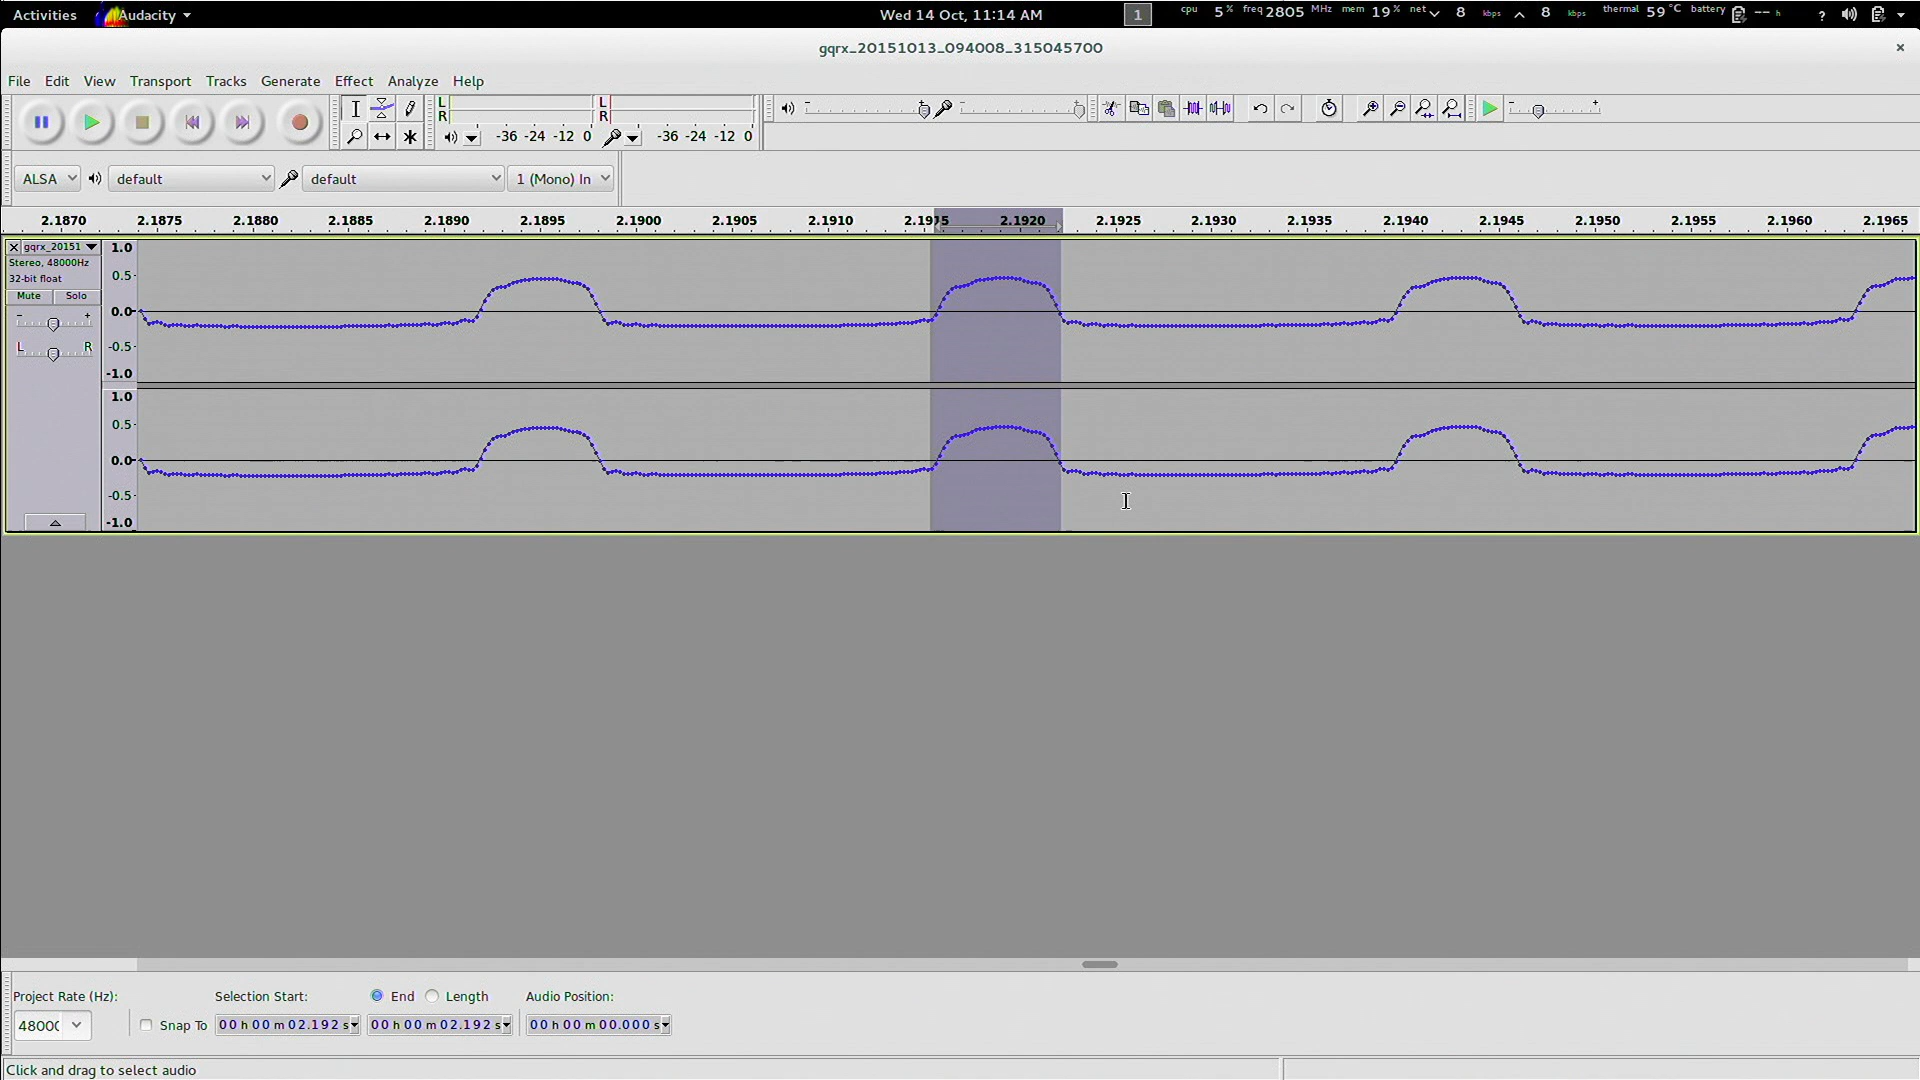 Activities Audacity Wed 14 Oct, 11:14 AM 1 cpu 5 % freq 2805 MHz mem 19 % net 8 kbps 8 kbps thermal 59 °C battery -- h ?
gqrx_20151013_094008_315045700
File Edit View Transport Tracks Generate Effect Analyze Help
L R L R
-36 -24 -12 0 -36 -24 -12 0
ALSA default default 1 (Mono) In
2.1870 2.1875 2.1880 2.1885 2.1890 2.1895 2.1900 2.1905 2.1910 2.1915 2.1920 2.1925 2.1930 2.1935 2.1940 2.1945 2.1950 2.1955 2.1960 2.1965
gqrx_20151 1.0
Stereo, 48000Hz
32-bit float 0.5
Mute Solo
- + 0.0
L R -0.5
-1.0
1.0
0.5
0.0
-0.5
-1.0
Project Rate (Hz): Selection Start: End Length Audio Position:
48000 Snap To 00 h 00 m 02.192 s 00 h 00 m 02.192 s 00 h 00 m 00.000 s
Click and drag to select audio